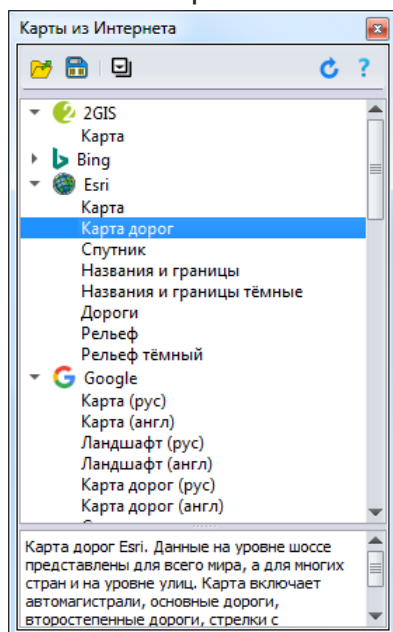 Карты из Интернета
?
2GIS
Карта
Bing
Esri
Карта
Карта дорог
Спутник
Названия и границы
Названия и границы тёмные
Дороги
Рельеф
Рельеф тёмный
Google
Карта (рус)
Карта (англ)
Ландшафт (рус)
Ландшафт (англ)
Карта дорог (рус)
Карта дорог (англ)
Карта дорог Esri. Данные на уровне шоссе
представлены для всего мира, а для многих
стран и на уровне улиц. Карта включает
автомагистрали, основные дороги,
второстепенные дороги, стрелки с